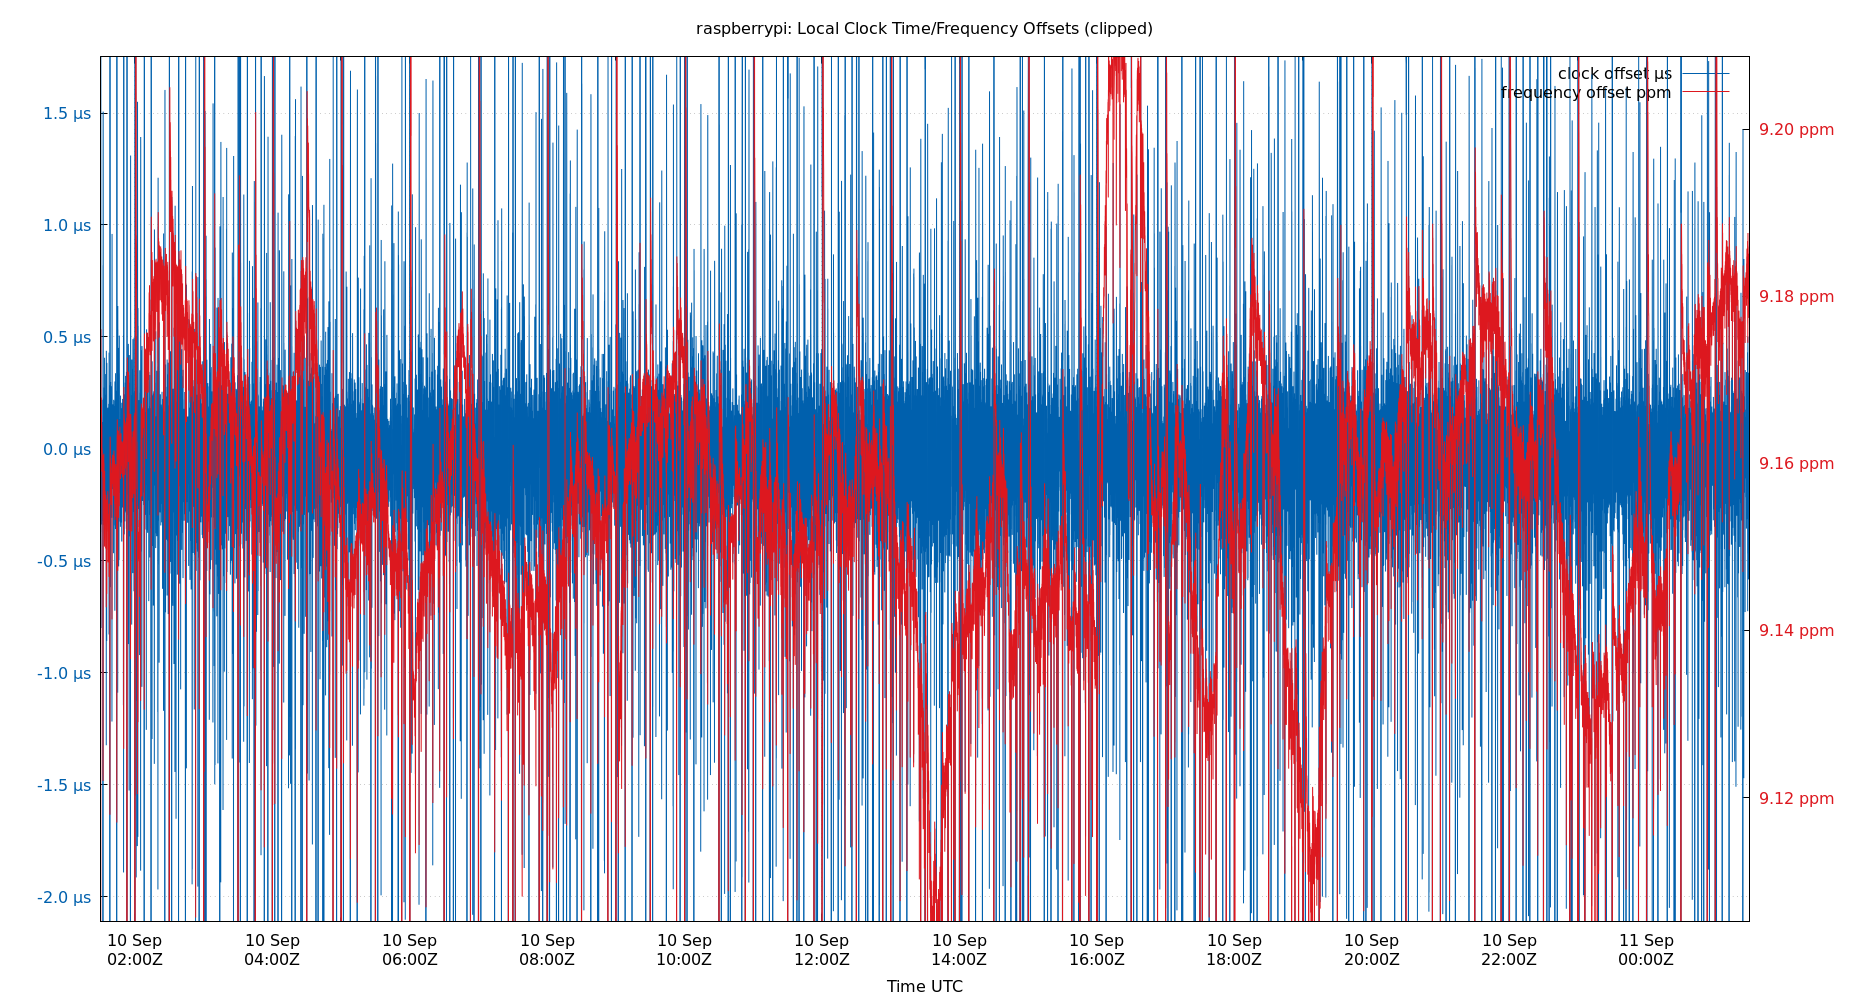 raspberrypi: Local Clock Time/Frequency Offsets (clipped)
clock offset µs
frequency offset ppm
1.5 µs
1.0 µs
0.5 µs
0.0 µs
-0.5 µs
-1.0 µs
-1.5 µs
-2.0 µs
9.20 ppm
9.18 ppm
9.16 ppm
9.14 ppm
9.12 ppm
10 Sep 10 Sep 10 Sep 10 Sep 10 Sep 10 Sep 10 Sep 10 Sep 10 Sep 10 Sep 10 Sep 11 Sep
02:00Z 04:00Z 06:00Z 08:00Z 10:00Z 12:00Z 14:00Z 16:00Z 18:00Z 20:00Z 22:00Z 00:00Z
Time UTC